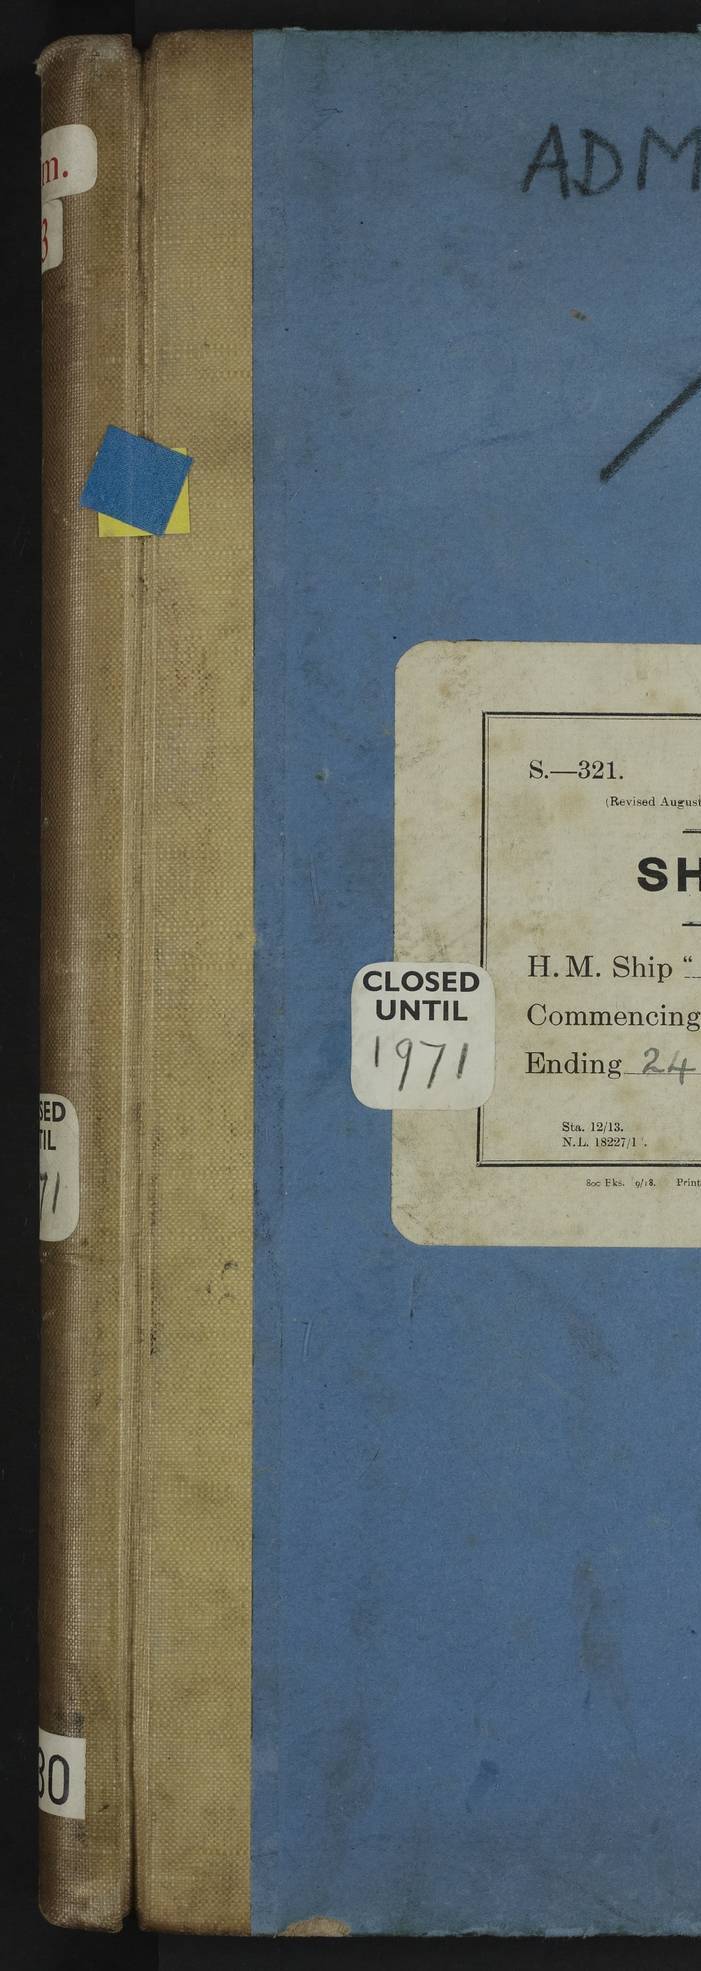 ADM
m.
3
S.—321.
(Revised August
SH
H.M. Ship "
Commencing
Ending 24
CLOSED
UNTIL
1971
Sta. 12/13.
N.L. 18227/1
800 Bks. 9/18. Print
SED
TIL
71
30